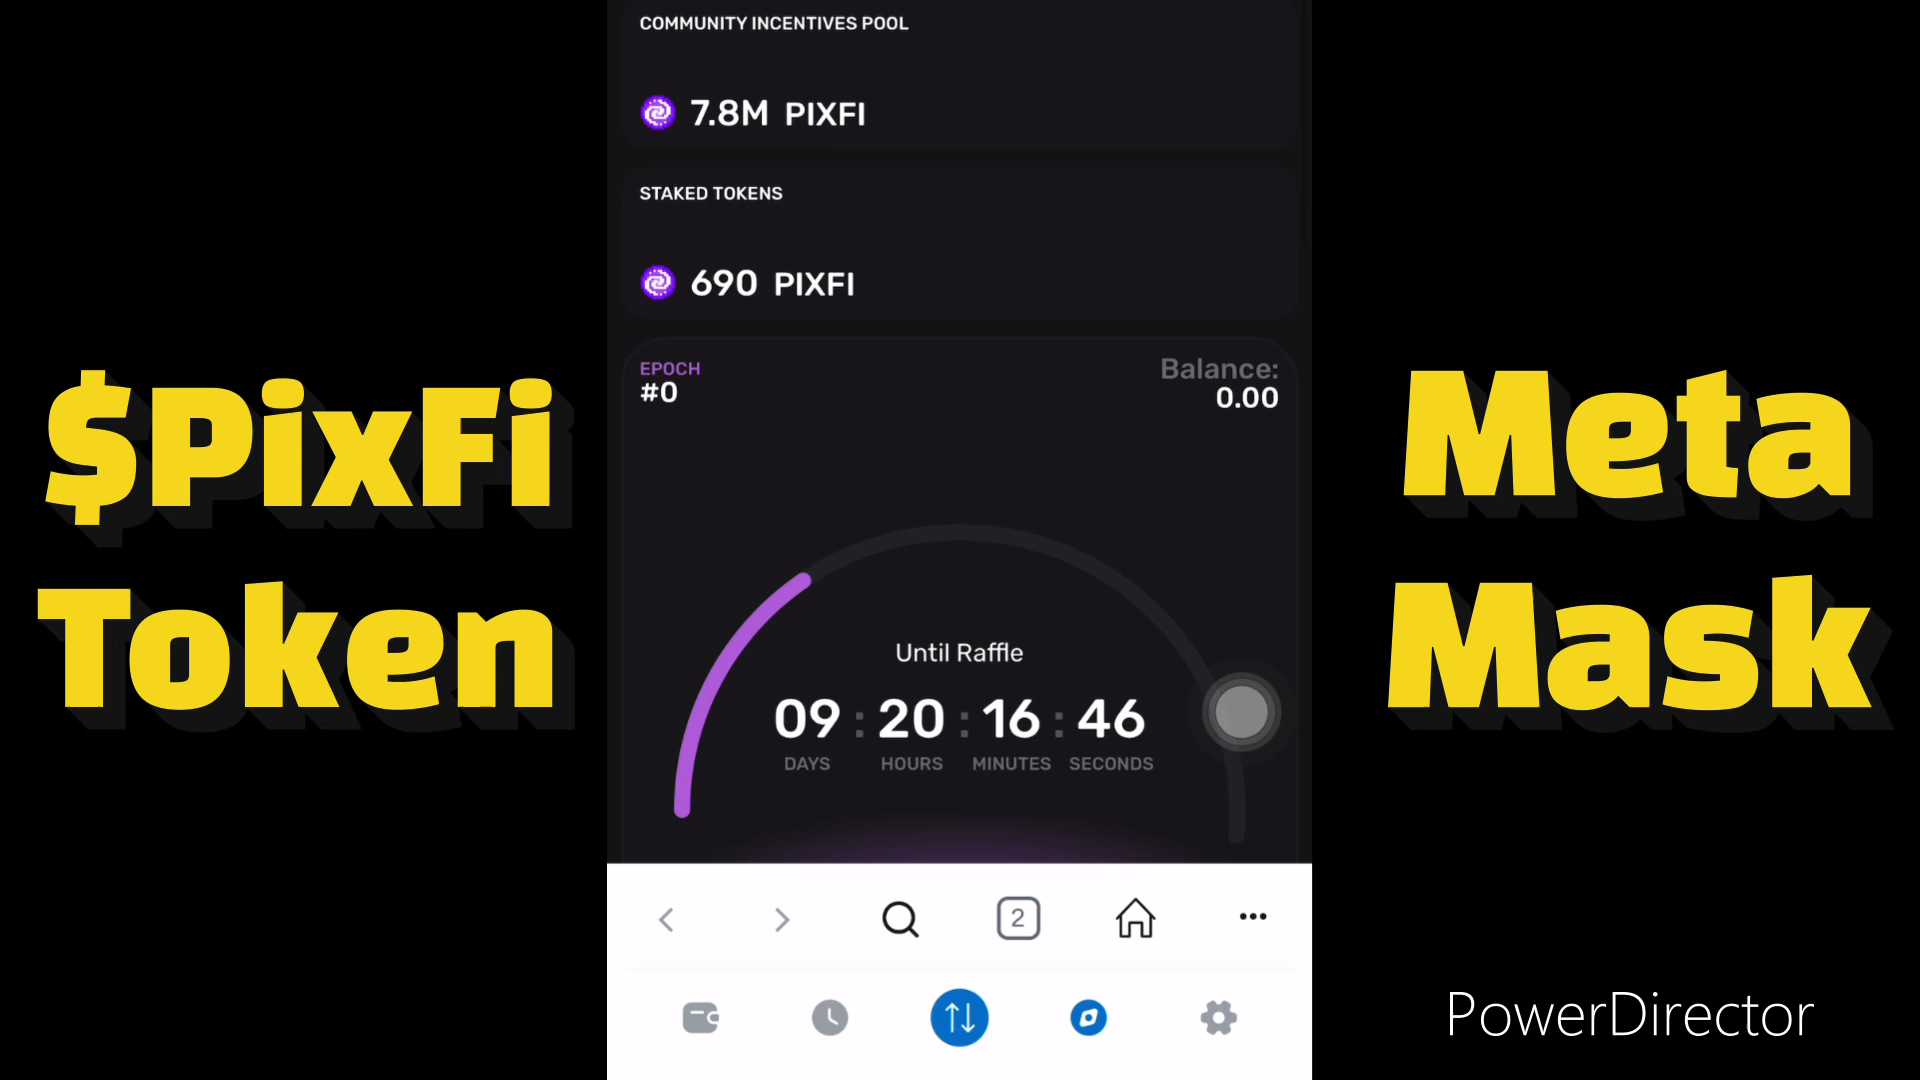 $PixFi
Token
COMMUNITY INCENTIVES POOL
7.8M PIXFI
STAKED TOKENS
690 PIXFI
EPOCH
#0
Balance:
0.00
Until Raffle
09 : 20 : 16 : 46
DAYS HOURS MINUTES SECONDS
2
Meta
Mask
PowerDirector